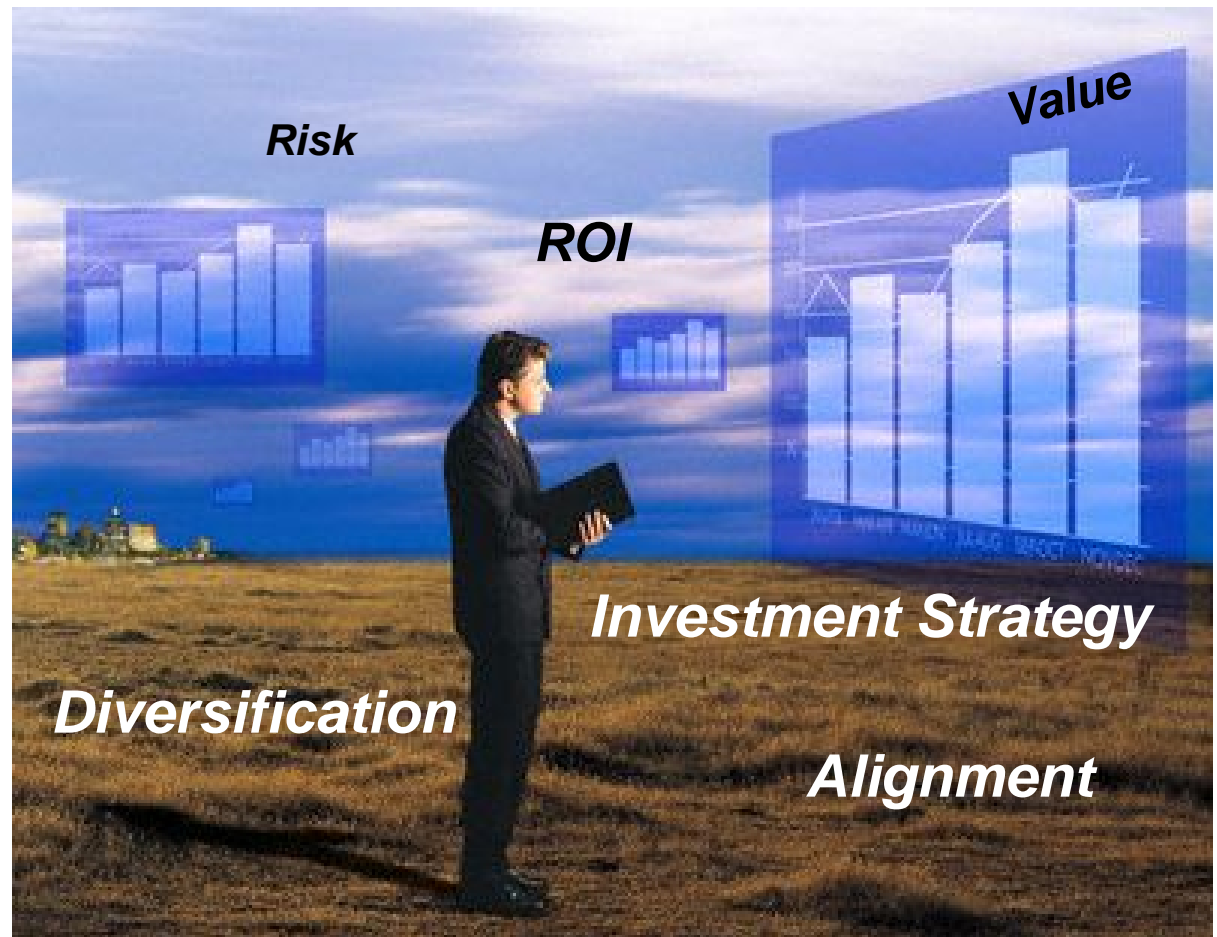 Value
Risk
ROI
Investment Strategy
Diversification
Alignment